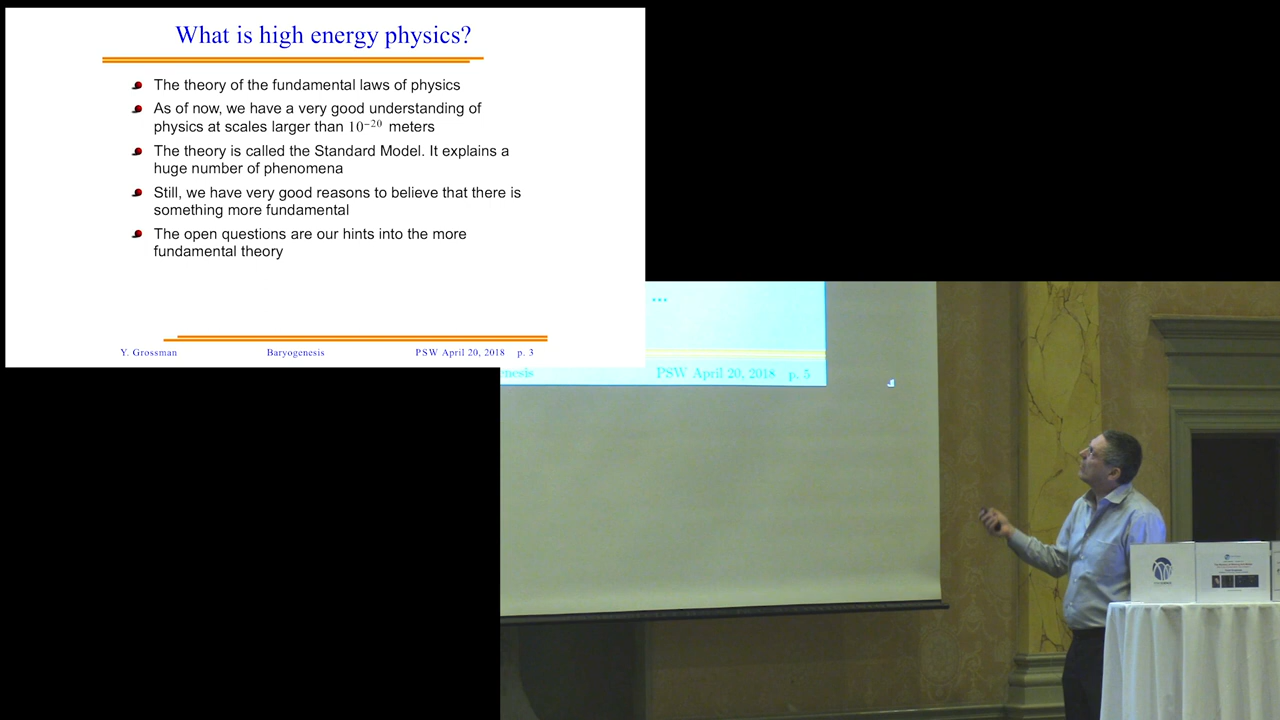 What is high energy physics?
The theory of the fundamental laws of physics
As of now, we have a very good understanding of
physics at scales larger than 10⁻²⁰ meters
The theory is called the Standard Model. It explains a
huge number of phenomena
Still, we have very good reasons to believe that there is
something more fundamental
The open questions are our hints into the more
fundamental theory
Y. Grossman Baryogenesis PSW April 20, 2018 p. 3
...
nesis PSW April 20, 2018 p. 5